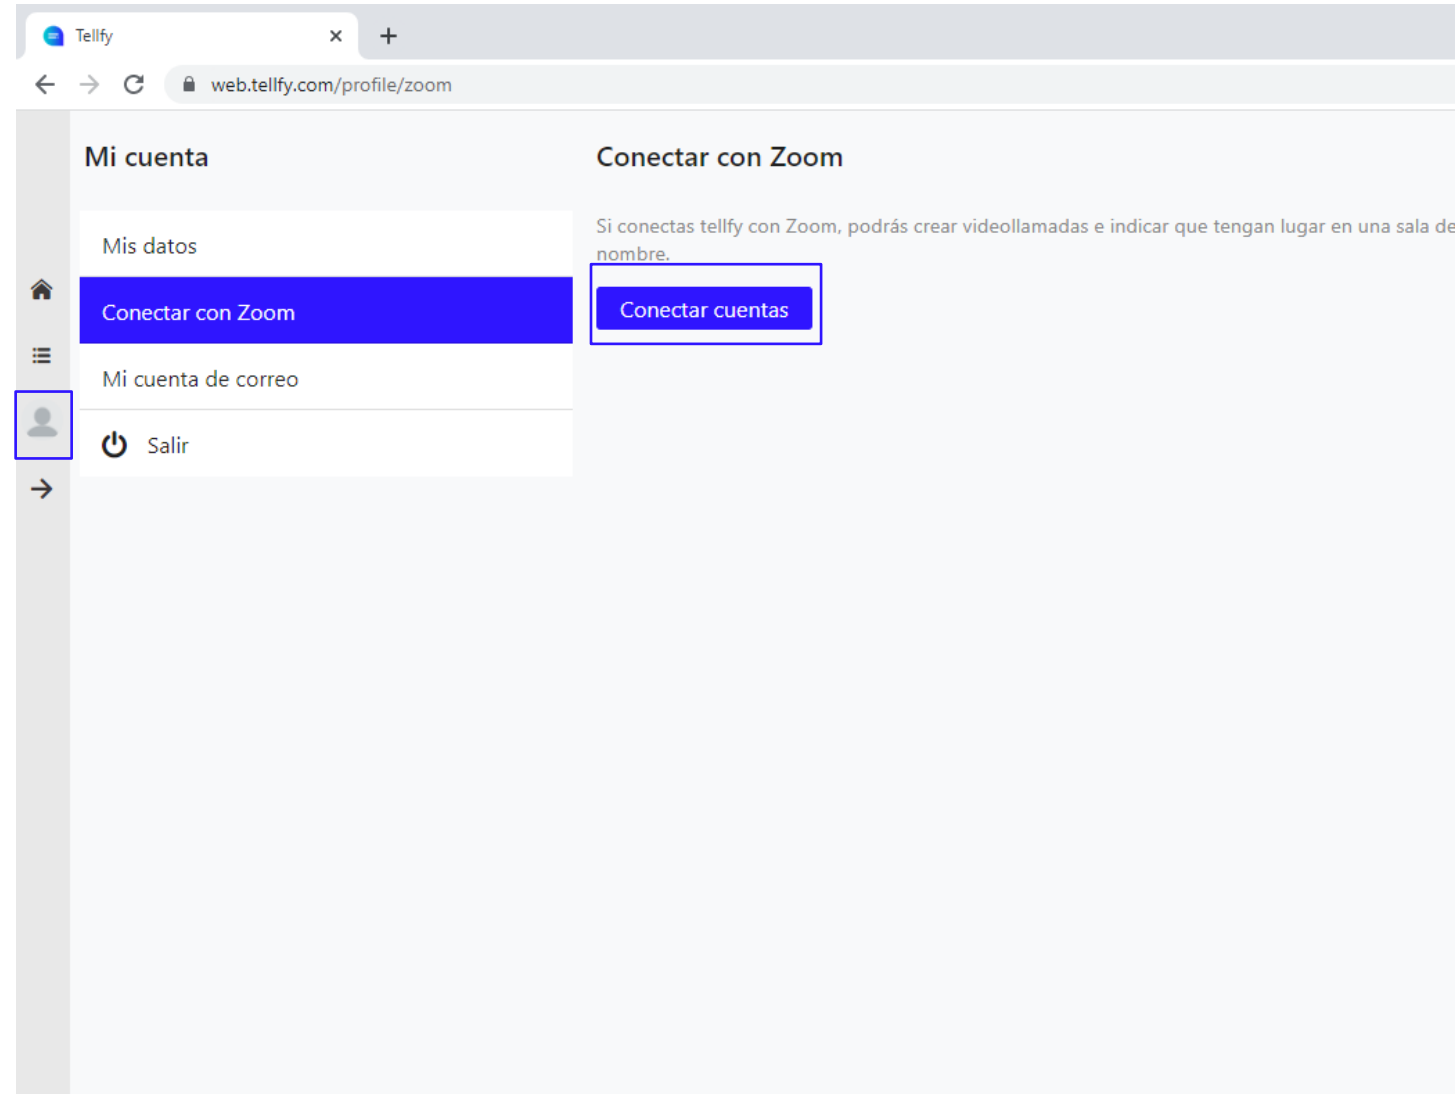 Tellfy
web.tellfy.com/profile/zoom
Mi cuenta
Mis datos
Conectar con Zoom
Mi cuenta de correo
Salir
Conectar con Zoom
Si conectas tellfy con Zoom, podrás crear videollamadas e indicar que tengan lugar en una sala de
nombre.
Conectar cuentas